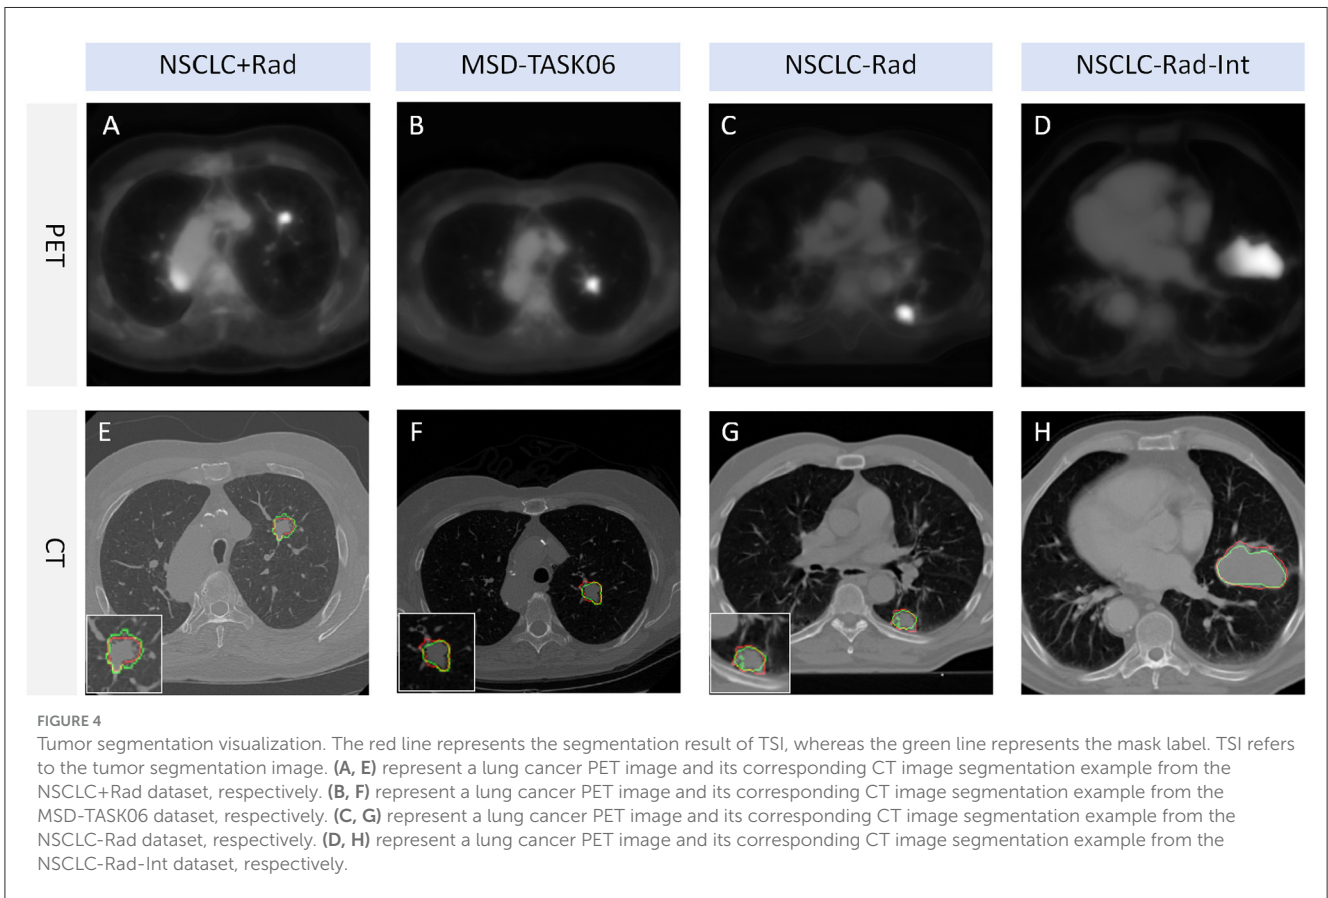 NSCLC+Rad
MSD-TASK06
NSCLC-Rad
NSCLC-Rad-Int
PET
A
B
C
D
CT
E
F
G
H
FIGURE 4
Tumor segmentation visualization. The red line represents the segmentation result of TSI, whereas the green line represents the mask label. TSI refers
to the tumor segmentation image. (A, E) represent a lung cancer PET image and its corresponding CT image segmentation example from the
NSCLC+Rad dataset, respectively. (B, F) represent a lung cancer PET image and its corresponding CT image segmentation example from the
MSD-TASK06 dataset, respectively. (C, G) represent a lung cancer PET image and its corresponding CT image segmentation example from the
NSCLC-Rad dataset, respectively. (D, H) represent a lung cancer PET image and its corresponding CT image segmentation example from the
NSCLC-Rad-Int dataset, respectively.